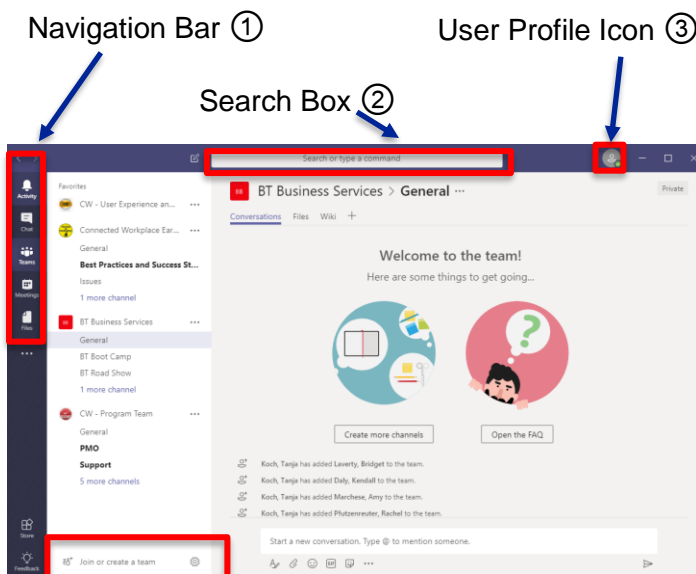 Navigation Bar ①
User Profile Icon ③
Search Box ②
Search or type a command
Activity
Chat
Teams
Meetings
Files
Store
Feedback
Favorites
CW - User Experience an...
Connected Workplace Ear...
General
Best Practices and Success St...
Issues
1 more channel
BB BT Business Services
General
BT Boot Camp
BT Road Show
1 more channel
CW - Program Team
General
PMO
Support
5 more channels
Join or create a team
BB BT Business Services > General ...
Private
Conversations Files Wiki +
Welcome to the team!
Here are some things to get going...
?
Create more channels
Open the FAQ
Koch, Tanja has added Laverty, Bridget to the team.
Koch, Tanja has added Daly, Kendall to the team.
Koch, Tanja has added Marchese, Amy to the team.
Koch, Tanja has added Pfutzenreuter, Rachel to the team.
Start a new conversation. Type @ to mention someone.
GIF